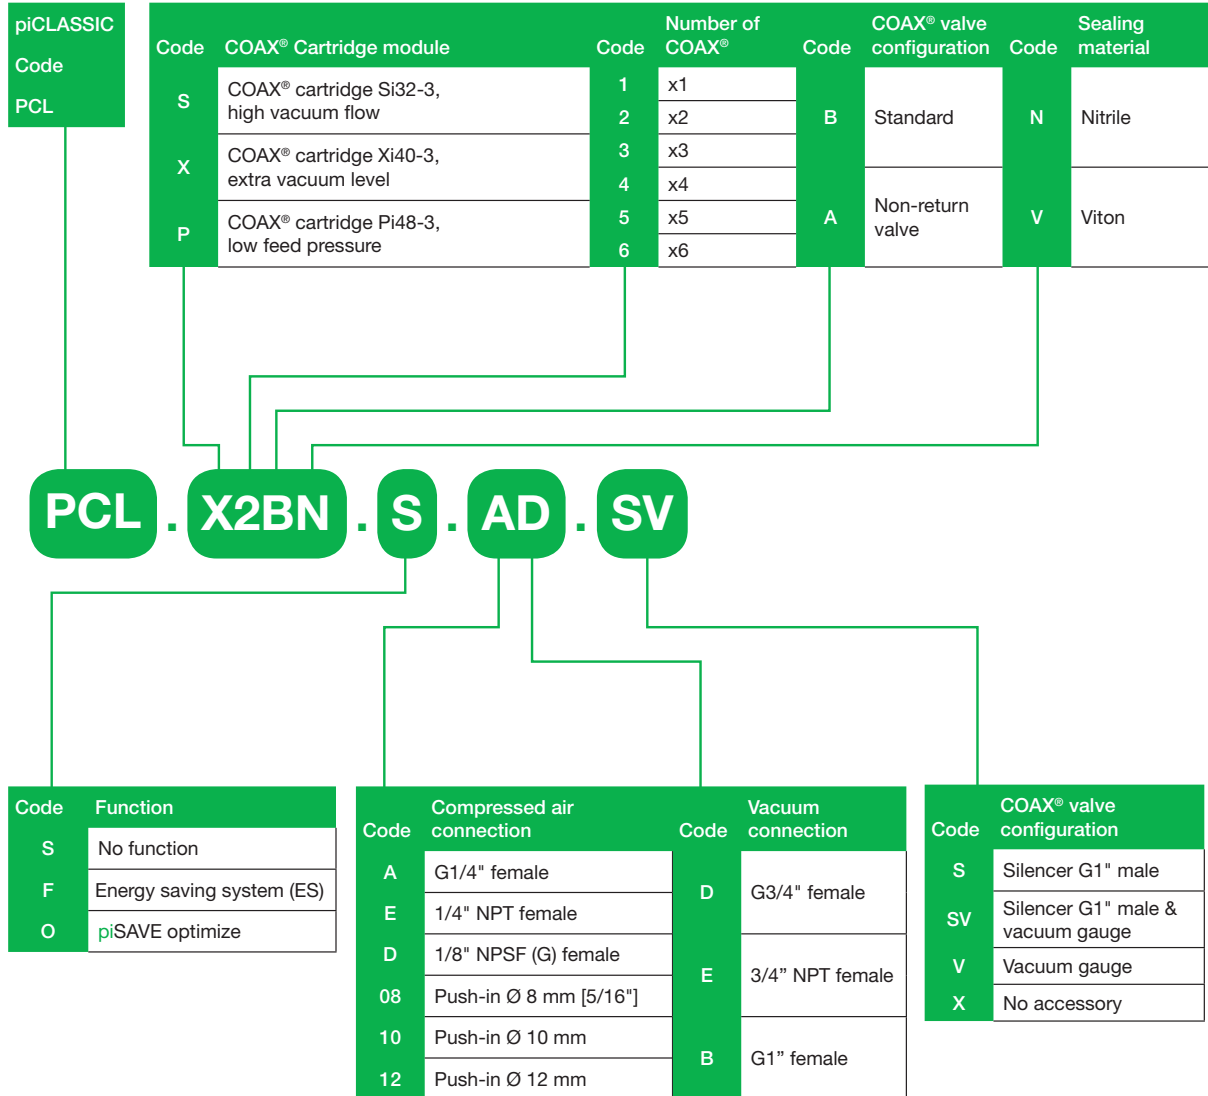 piCLASSIC
Code
PCL
Code COAX® Cartridge module
S COAX® cartridge Si32-3,
high vacuum flow
X COAX® cartridge Xi40-3,
extra vacuum level
P COAX® cartridge Pi48-3,
low feed pressure
Code Number of
COAX®
1 x1
2 x2
3 x3
4 x4
5 x5
6 x6
Code COAX® valve
configuration
B Standard
A Non-return
valve
Code Sealing
material
N Nitrile
V Viton
PCL . X2BN . S . AD . SV
Code Function
S No function
F Energy saving system (ES)
O piSAVE optimize
Code Compressed air
connection
A G1/4" female
E 1/4" NPT female
D 1/8" NPSF (G) female
08 Push-in Ø 8 mm [5/16"]
10 Push-in Ø 10 mm
12 Push-in Ø 12 mm
Code Vacuum
connection
D G3/4" female
E 3/4” NPT female
B G1” female
Code COAX® valve
configuration
S Silencer G1" male
SV Silencer G1" male &
vacuum gauge
V Vacuum gauge
X No accessory